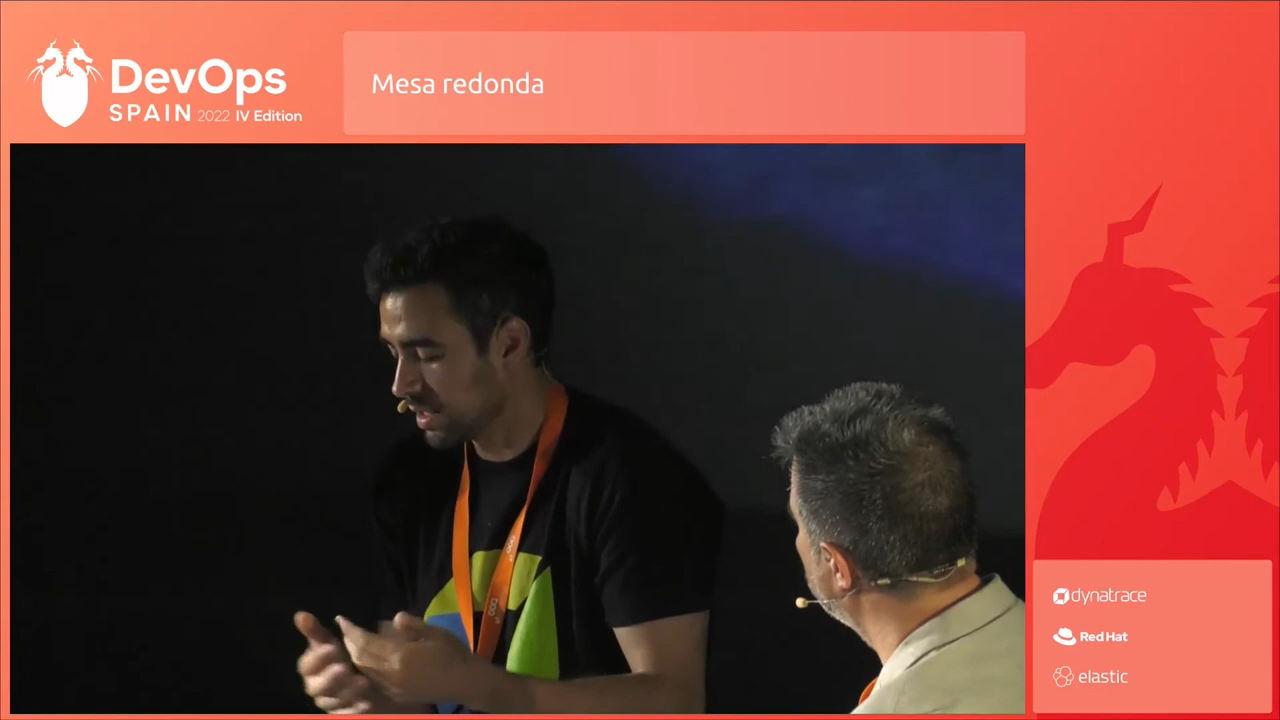 DevOps
SPAIN 2022 IV Edition
Mesa redonda
dynatrace
Red Hat
elastic